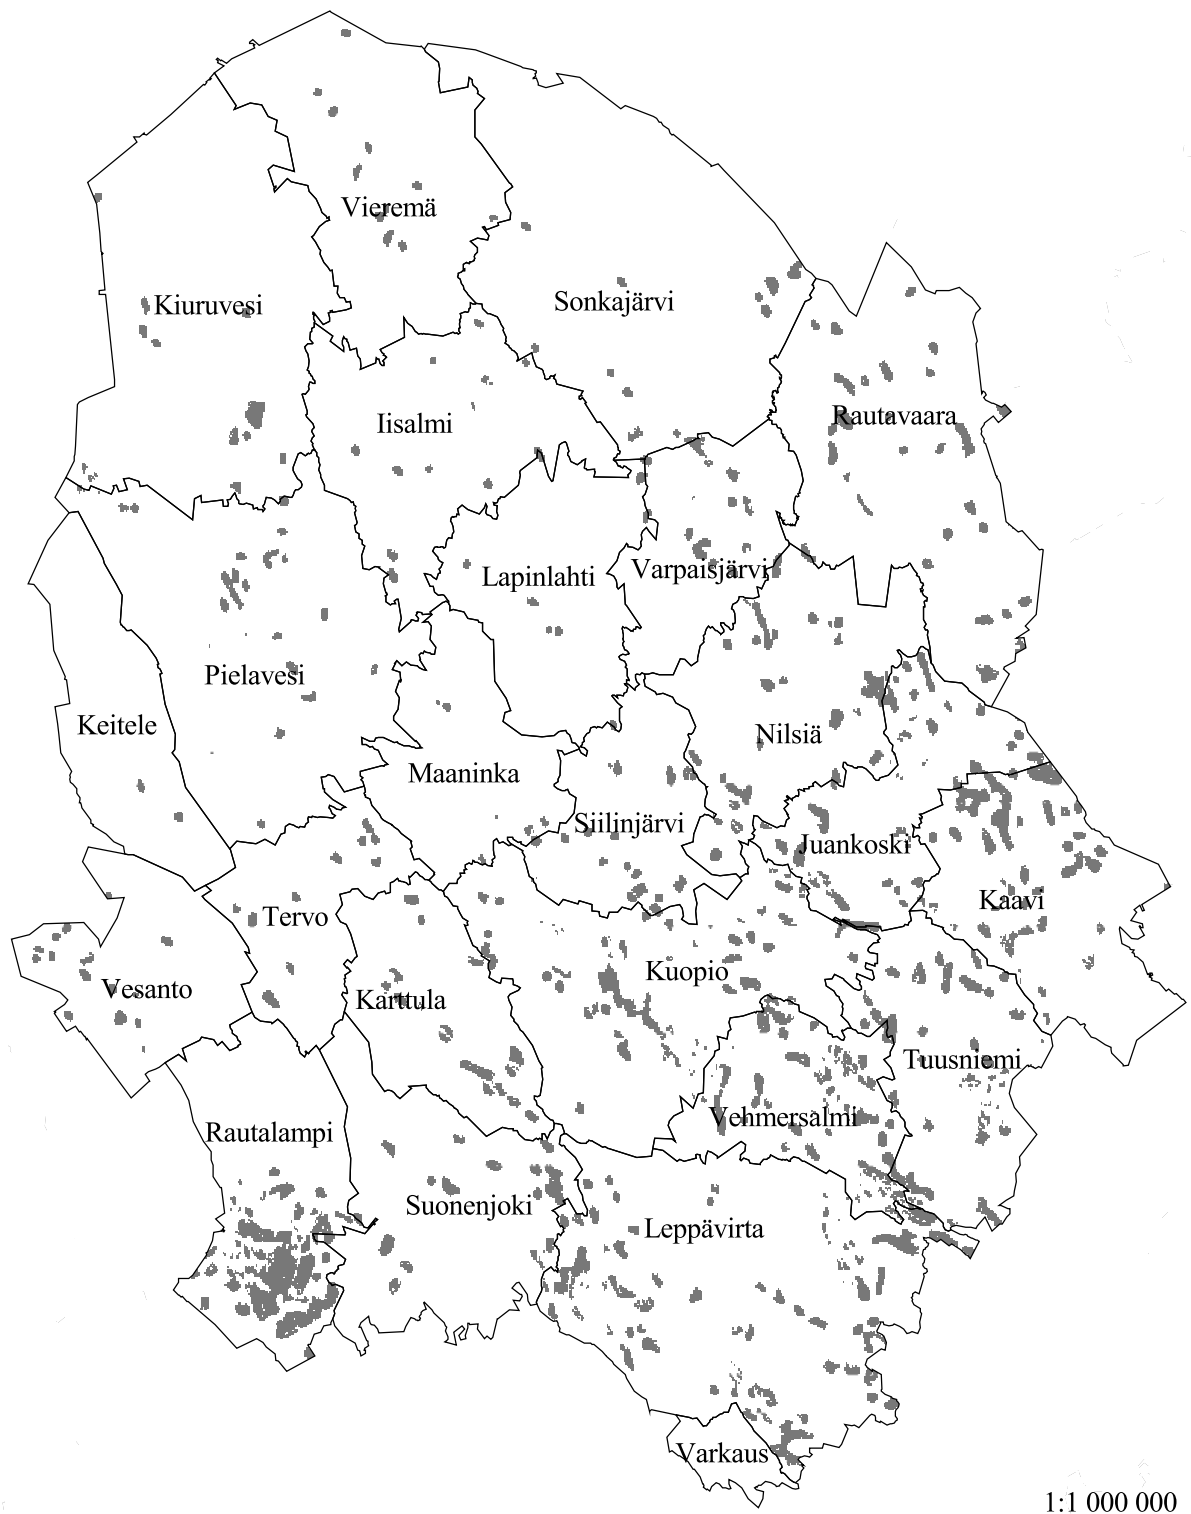 Vieremä
Kiuruvesi
Sonkajärvi
Iisalmi
Rautavaara
Lapinlahti
Varpaisjärvi
Pielavesi
Keitele
Nilsiä
Maaninka
Siilinjärvi
Juankoski
Kaavi
Tervo
Kuopio
Vesanto
Karttula
Tuusniemi
Vehmersalmi
Rautalampi
Suonenjoki
Leppävirta
Varkaus
1:1 000 000